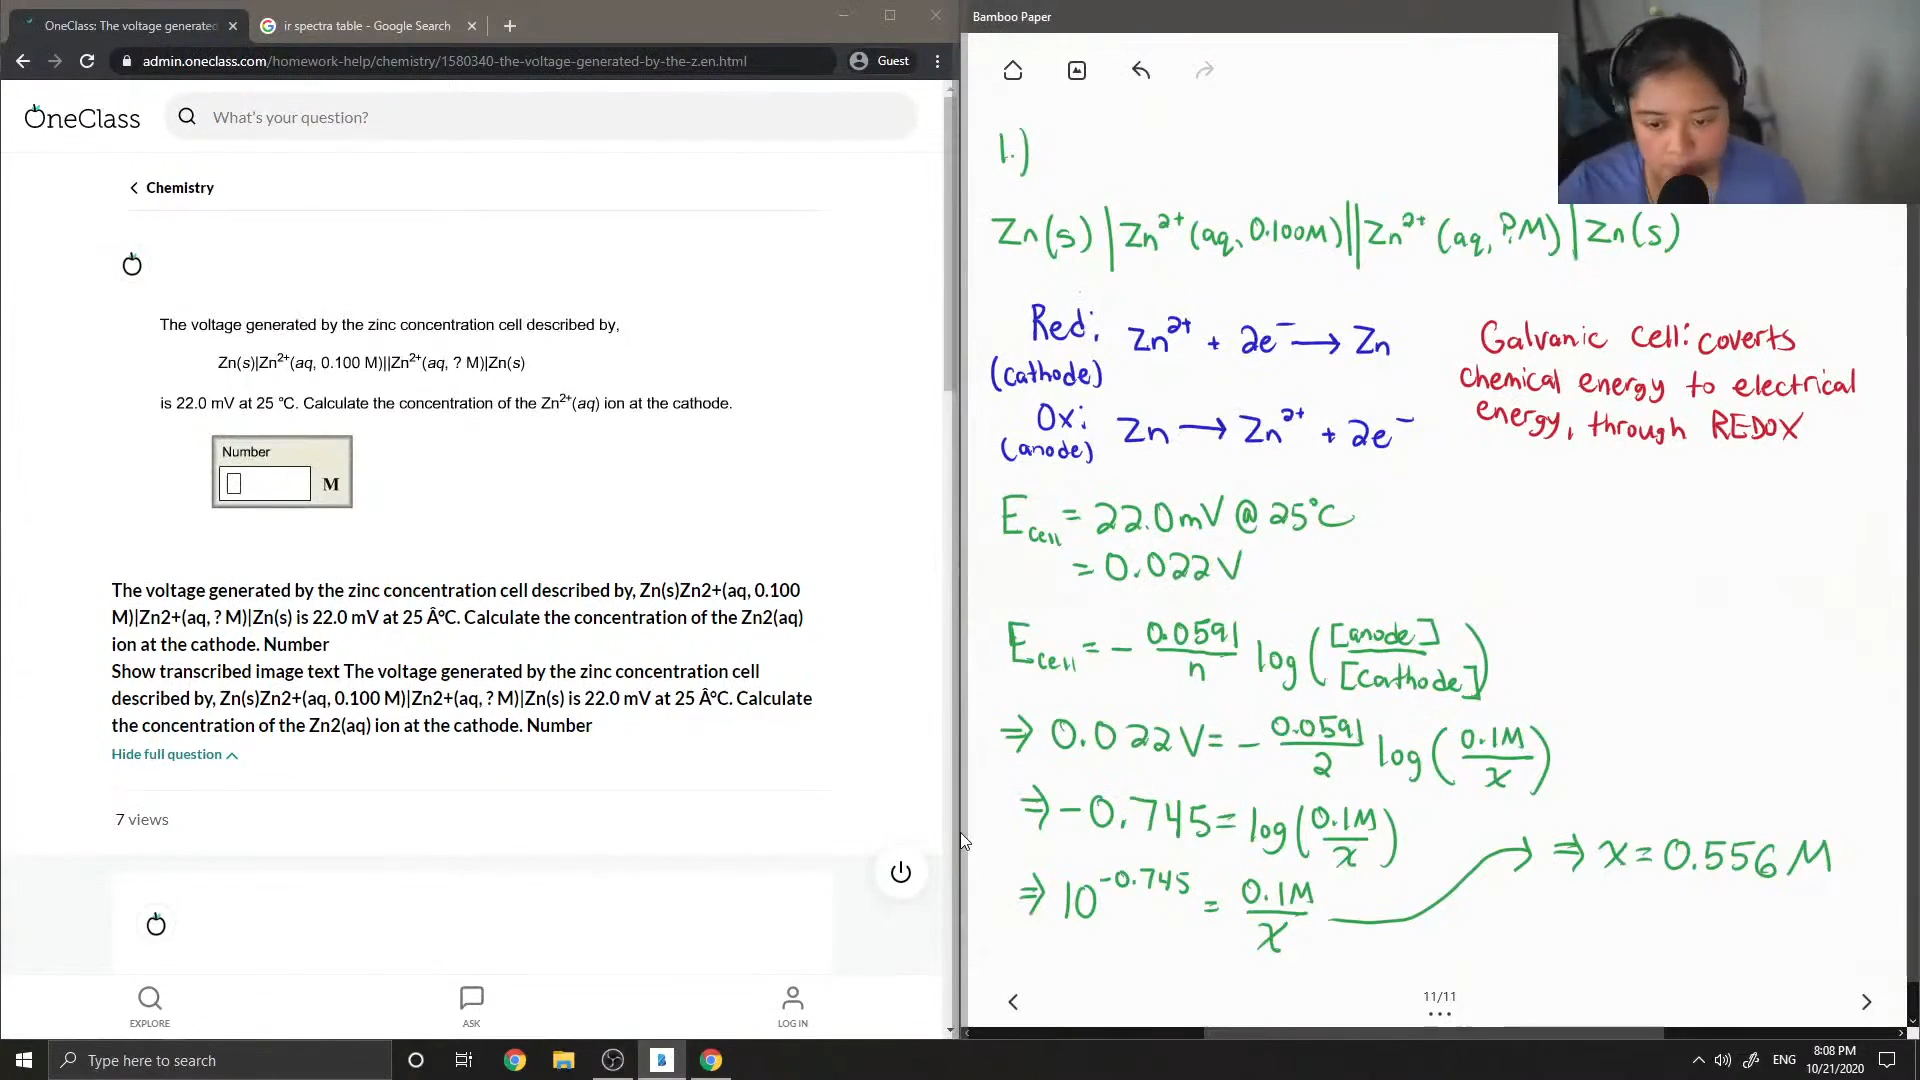 OneClass: The voltage generated
ir spectra table - Google Search
admin.oneclass.com/homework-help/chemistry/1580340-the-voltage-generated-by-the-z.en.html
Guest
OneClass
What's your question?
Chemistry
The voltage generated by the zinc concentration cell described by,
Zn(s)|Zn²⁺(aq, 0.100 M)||Zn²⁺(aq, ? M)|Zn(s)
is 22.0 mV at 25 °C. Calculate the concentration of the Zn²⁺(aq) ion at the cathode.
Number
M
The voltage generated by the zinc concentration cell described by, Zn(s)Zn2+(aq, 0.100
M)|Zn2+(aq, ? M)|Zn(s) is 22.0 mV at 25 Â°C. Calculate the concentration of the Zn2(aq)
ion at the cathode. Number
Show transcribed image text The voltage generated by the zinc concentration cell
described by, Zn(s)Zn2+(aq, 0.100 M)|Zn2+(aq, ? M)|Zn(s) is 22.0 mV at 25 Â°C. Calculate
the concentration of the Zn2(aq) ion at the cathode. Number
Hide full question
7 views
EXPLORE
ASK
LOG IN
Bamboo Paper
1.)
Zn(s) | Zn²⁺(aq, 0.100M) || Zn²⁺(aq, ?M) | Zn(s)
Red: Zn²⁺ + 2e⁻ → Zn
(cathode)
Ox: Zn → Zn²⁺ + 2e⁻
(anode)
Galvanic cell: coverts
chemical energy to electrical
energy, through REDOX
E cell = 22.0mV @ 25°C
= 0.022V
E cell = - 0.0591/n log([anode]/[cathode])
⇒ 0.022V = - 0.0591/2 log(0.1M/x)
⇒ -0.745 = log(0.1M/x)
⇒ 10^-0.745 = 0.1M/x
⇒ x = 0.556 M
11/11
Type here to search
ENG
8:08 PM
10/21/2020